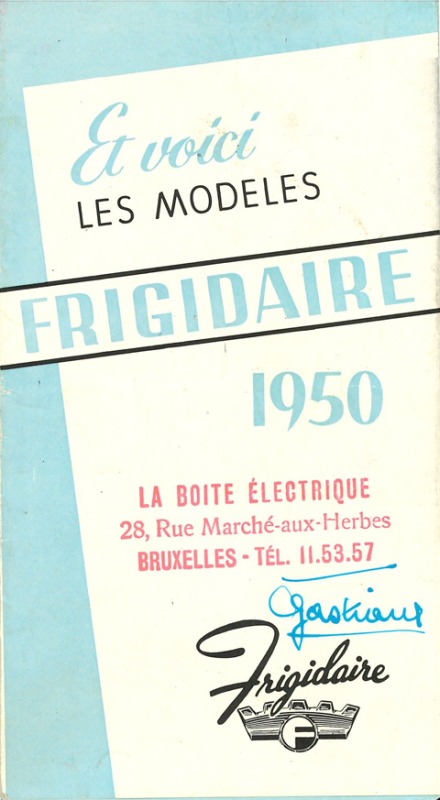 Et voici
LES MODELES
FRIGIDAIRE
1950
LA BOITE ÉLECTRIQUE
28, Rue Marché-aux-Herbes
BRUXELLES - TÉL. 11.53.57
Frigidaire
F